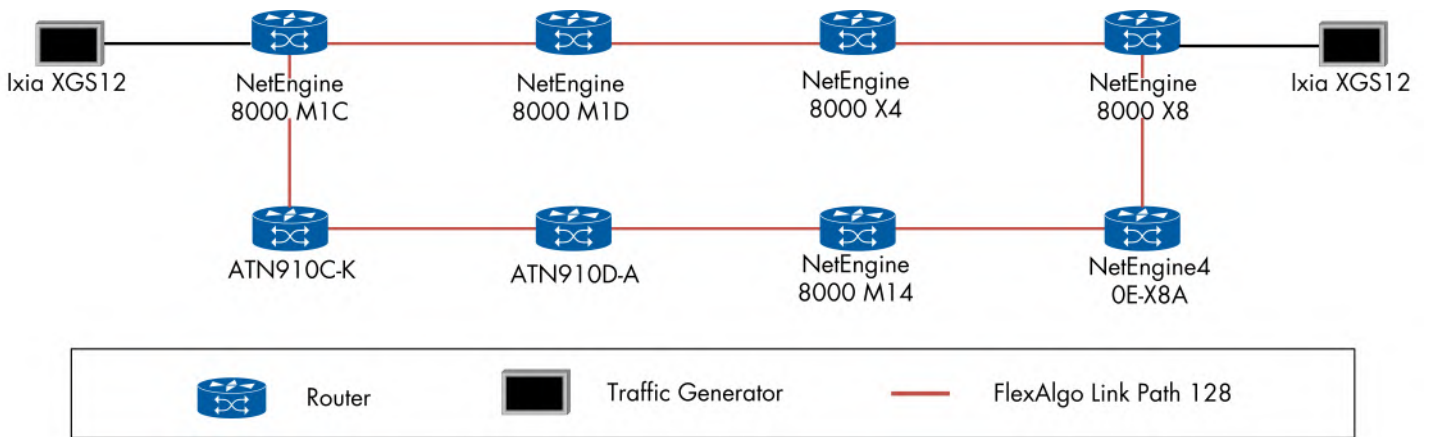 Ixia XGS12
NetEngine
8000 M1C
NetEngine
8000 M1D
NetEngine
8000 X4
NetEngine
8000 X8
Ixia XGS12
ATN910C-K
ATN910D-A
NetEngine
8000 M14
NetEngine4
0E-X8A
Router
Traffic Generator
FlexAlgo Link Path 128